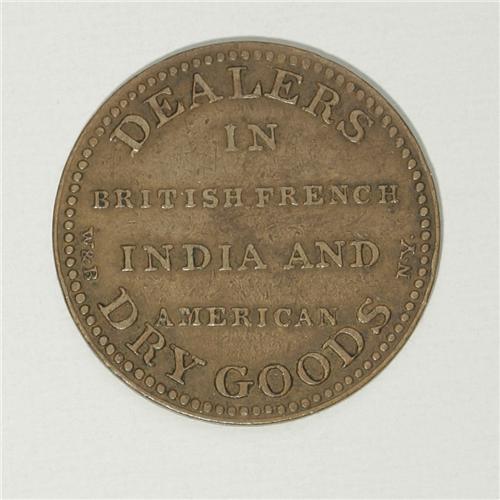 DEALERS
IN
BRITISH, FRENCH
INDIA AND
AMERICAN
DRY GOODS
W&B
N.Y.